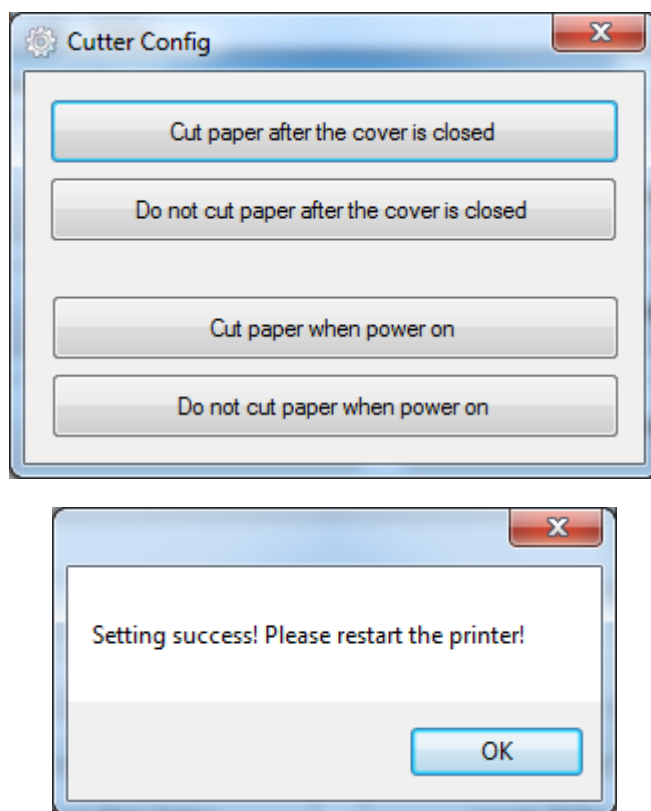 Cutter Config
Cut paper after the cover is closed
Do not cut paper after the cover is closed
Cut paper when power on
Do not cut paper when power on
Setting success! Please restart the printer!
OK